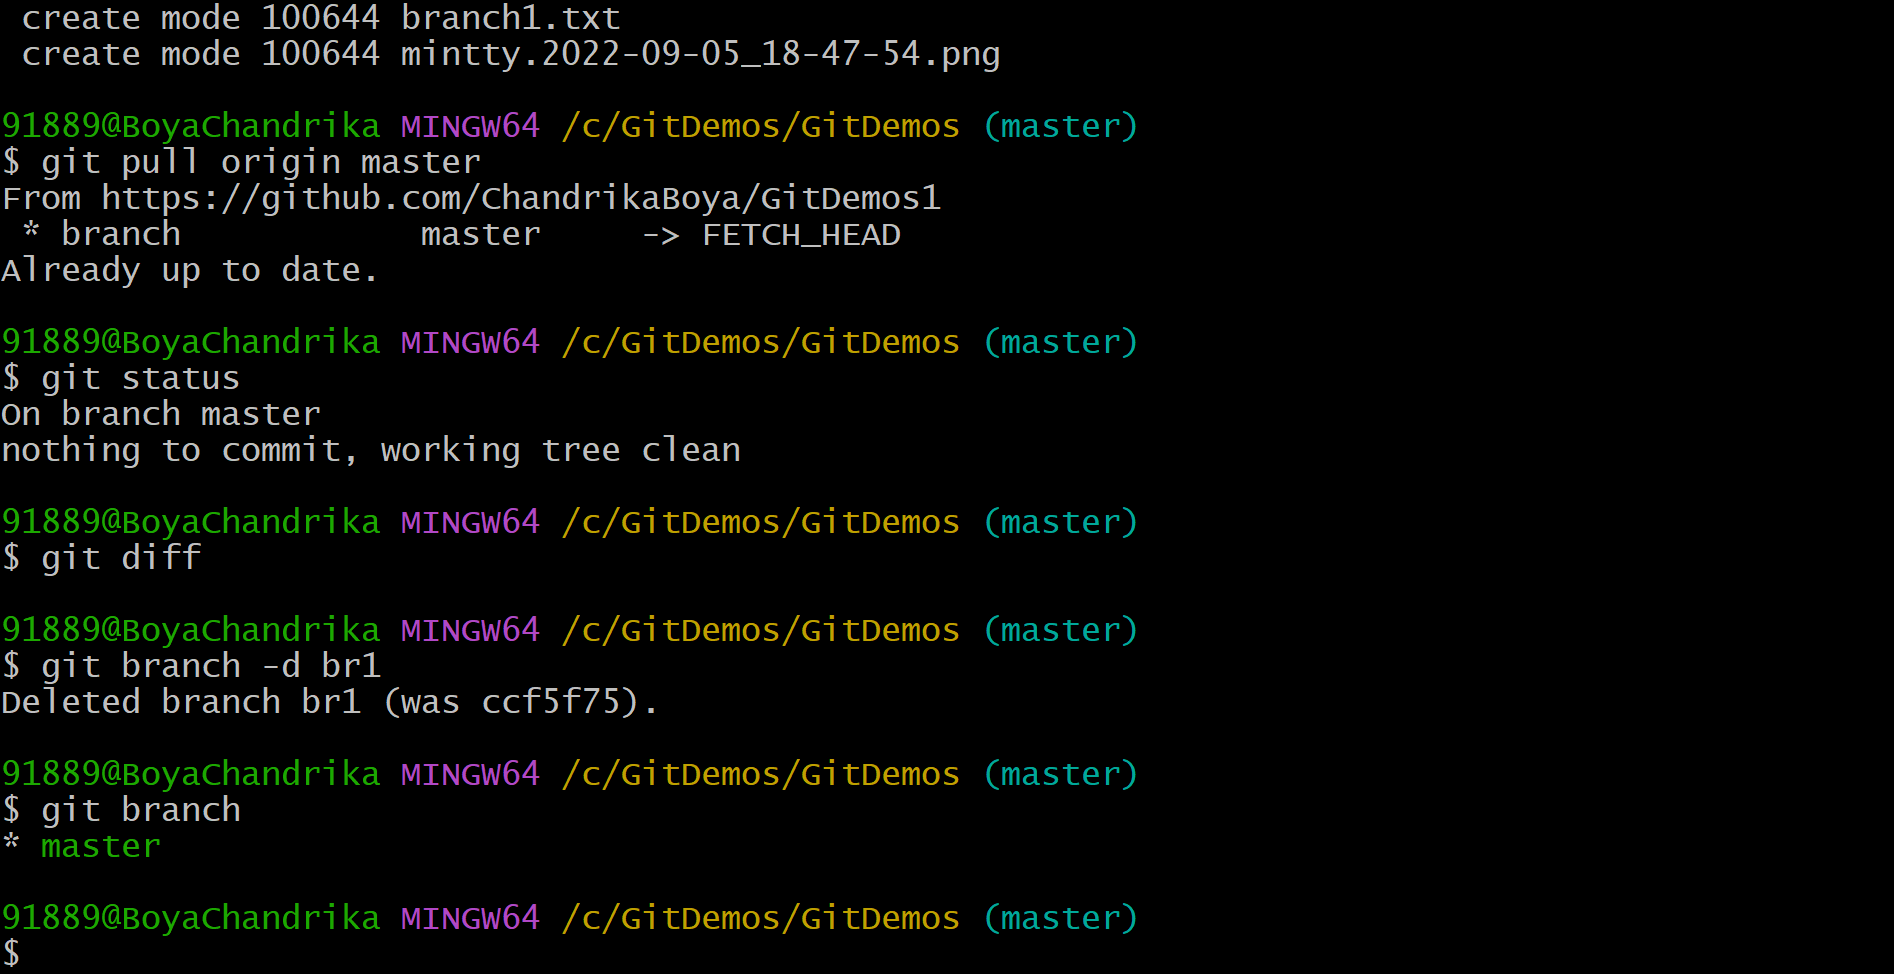 create mode 100644 branch1.txt
create mode 100644 mintty.2022-09-05_18-47-54.png
91889@BoyaChandrika MINGW64 /c/GitDemos/GitDemos (master)
$ git pull origin master
From https://github.com/ChandrikaBoya/GitDemos1
* branch            master     -> FETCH_HEAD
Already up to date.
91889@BoyaChandrika MINGW64 /c/GitDemos/GitDemos (master)
$ git status
On branch master
nothing to commit, working tree clean
91889@BoyaChandrika MINGW64 /c/GitDemos/GitDemos (master)
$ git diff
91889@BoyaChandrika MINGW64 /c/GitDemos/GitDemos (master)
$ git branch -d br1
Deleted branch br1 (was ccf5f75).
91889@BoyaChandrika MINGW64 /c/GitDemos/GitDemos (master)
$ git branch
* master
91889@BoyaChandrika MINGW64 /c/GitDemos/GitDemos (master)
$